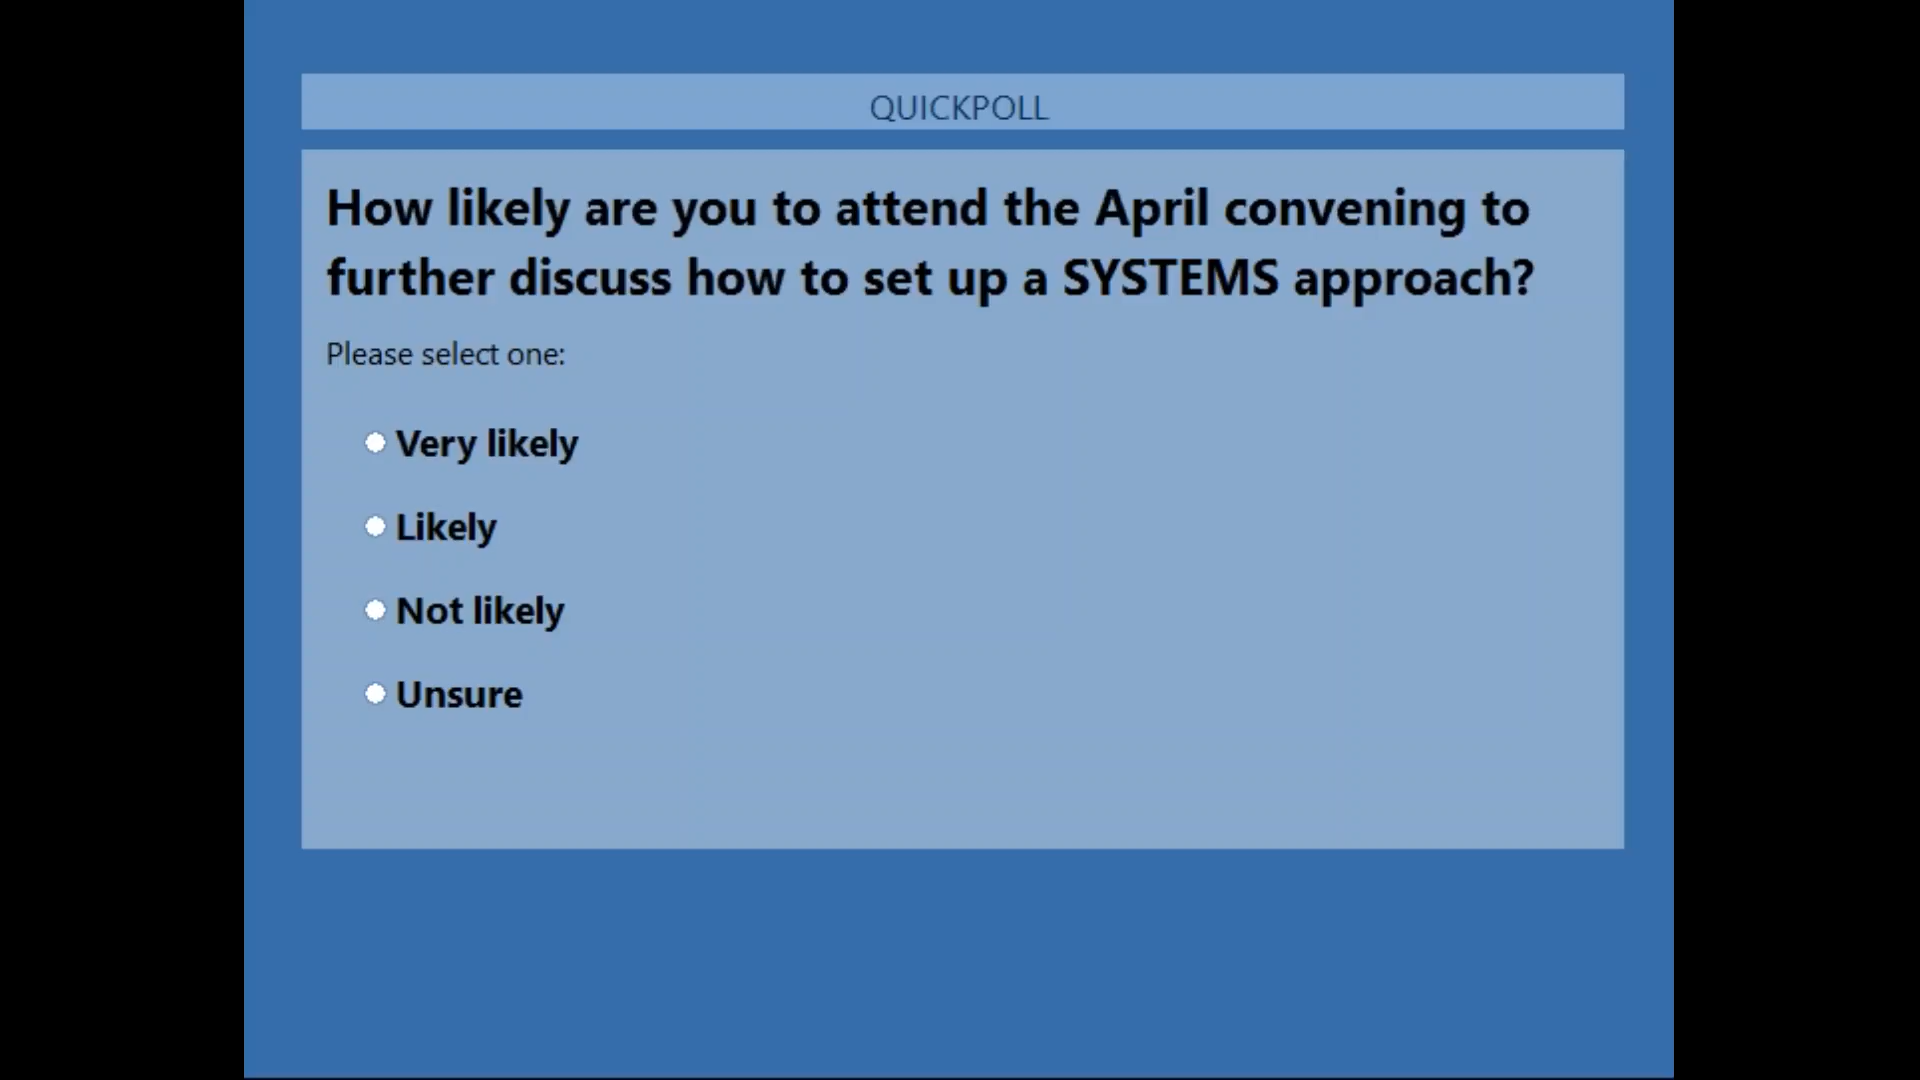 QUICKPOLL
How likely are you to attend the April convening to
further discuss how to set up a SYSTEMS approach?
Please select one:
Very likely
Likely
Not likely
Unsure